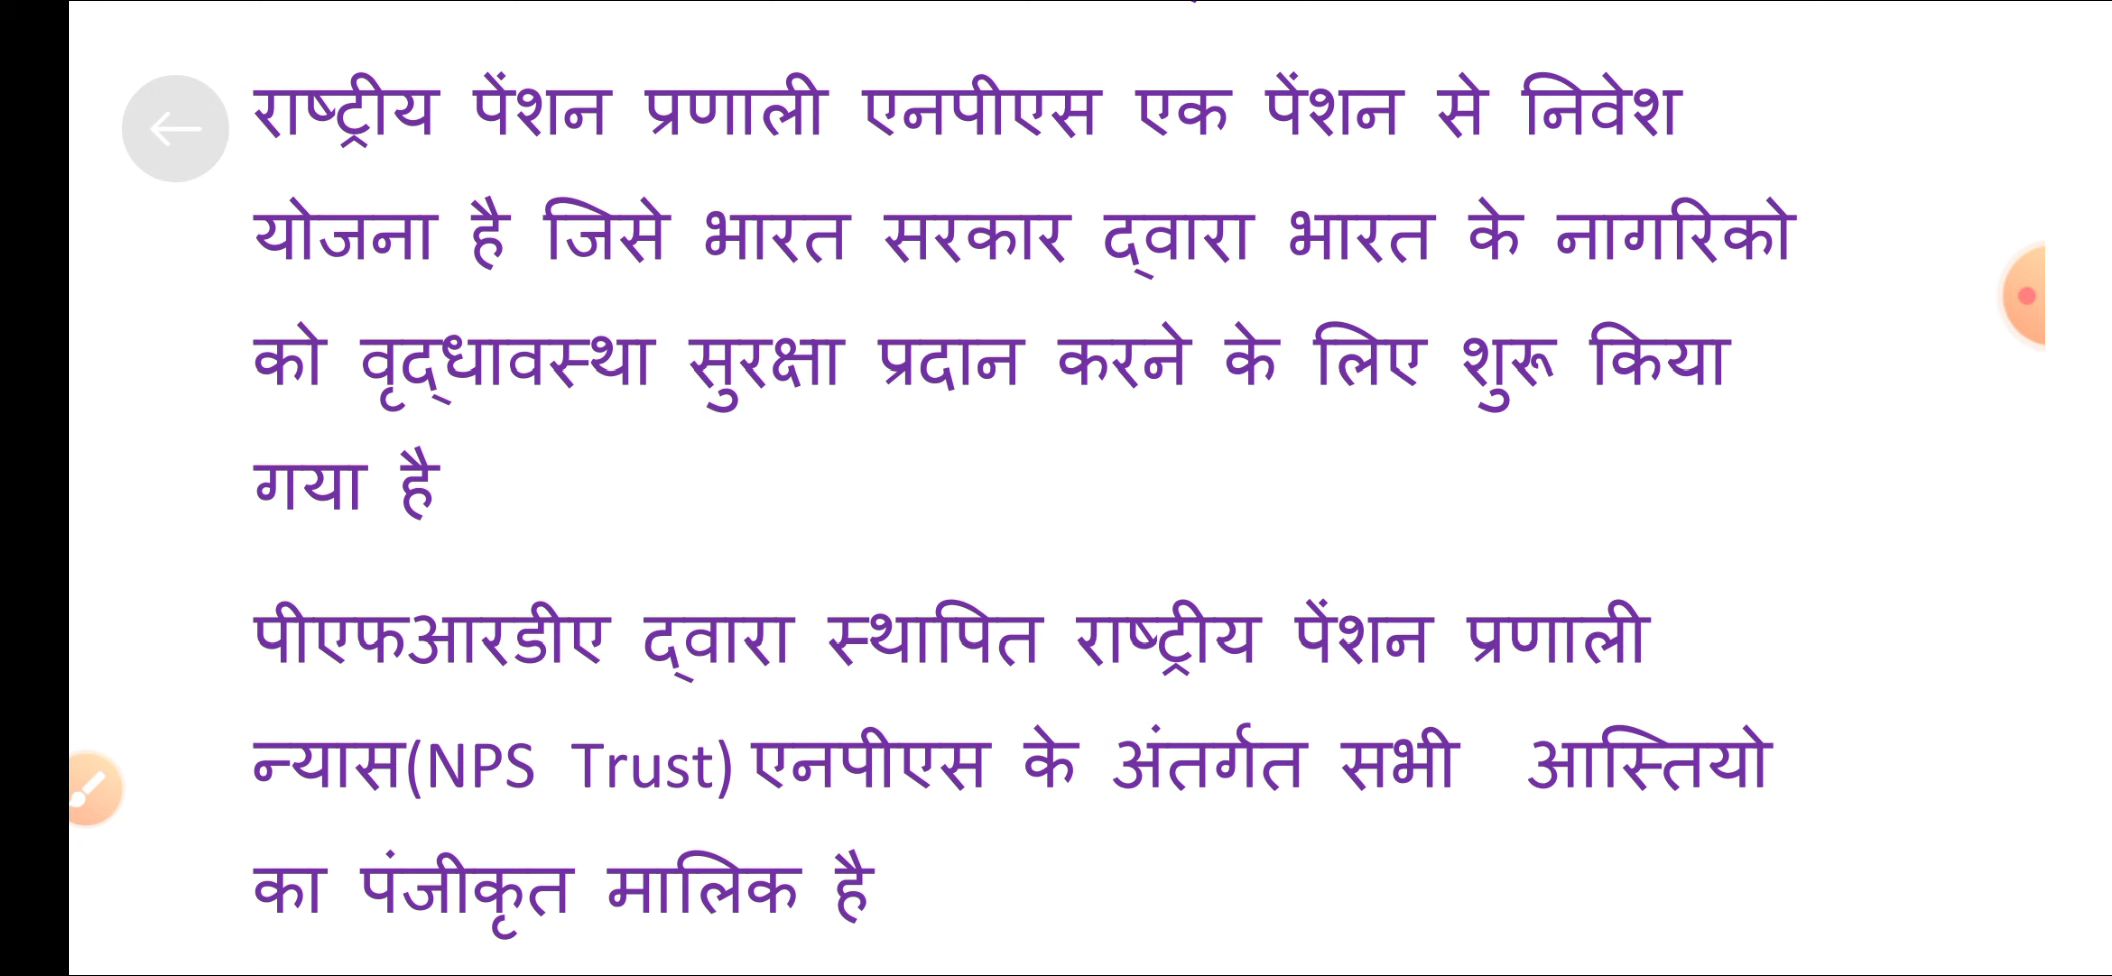 राष्ट्रीय पेंशन प्रणाली एनपीएस एक पेंशन से निवेश
योजना है जिसे भारत सरकार द्वारा भारत के नागरिको
को वृद्धावस्था सुरक्षा प्रदान करने के लिए शुरू किया
गया है
पीएफआरडीए द्वारा स्थापित राष्ट्रीय पेंशन प्रणाली
न्यास(NPS Trust) एनपीएस के अंतर्गत सभी आस्तियो
का पंजीकृत मालिक है